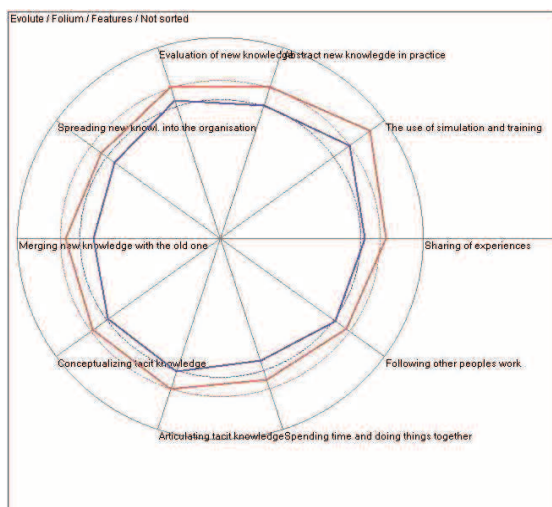 Evolute / Folium / Features / Not sorted
Evaluation of new knowledge
Abstract new knowlegde in practice
Spreading new knowl. into the organisation
The use of simulation and training
Merging new knowledge with the old one
Sharing of experiences
Conceptualizing tacit knowledge
Following other peoples work
Articulating tacit knowledge
Spending time and doing things together